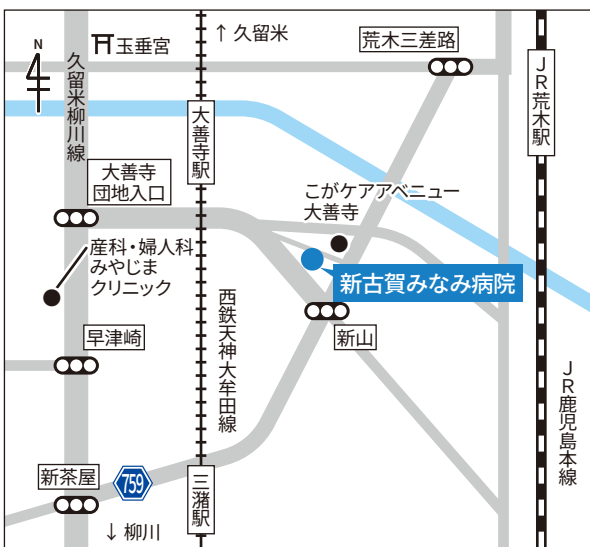 N
玉垂宮
↑久留米
荒木三差路
久留米柳川線
大善寺駅
JR荒木駅
大善寺
団地入口
こがケアアベニュー
大善寺
産科・婦人科
みやじま
クリニック
新古賀みなみ病院
西鉄天神大牟田線
早津崎
新山
JR鹿児島本線
新茶屋
759
三潴駅
↓柳川